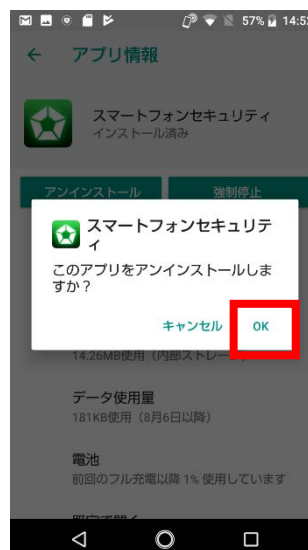 57% 14:52
アプリ情報
スマートフォンセキュリティ
インストール済み
アンインストール 強制停止
スマートフォンセキュリテ
ィ
このアプリをアンインストールしま
すか？
キャンセル OK
14.26MB使用（内部ストレージ）
データ使用量
181KB使用（8月6日以降）
電池
前回のフル充電以降 1% 使用しています